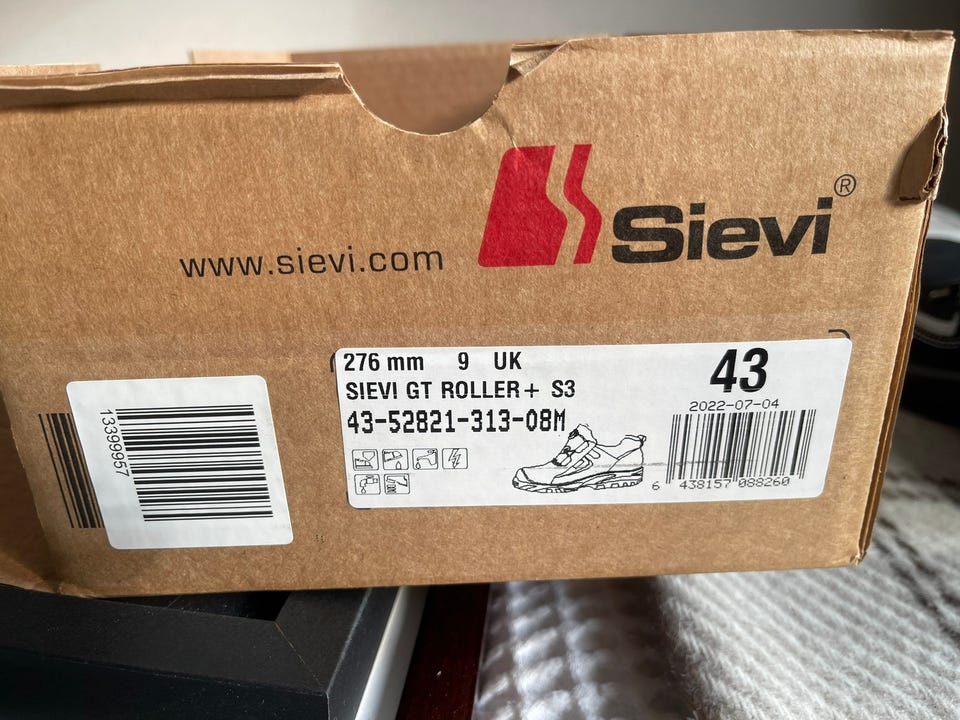 www.sievi.com
Sievi®
276 mm 9 UK
SIEVI GT ROLLER+ S3
43-52821-313-08M
43
2022-07-04
6 438157 088260
1399957